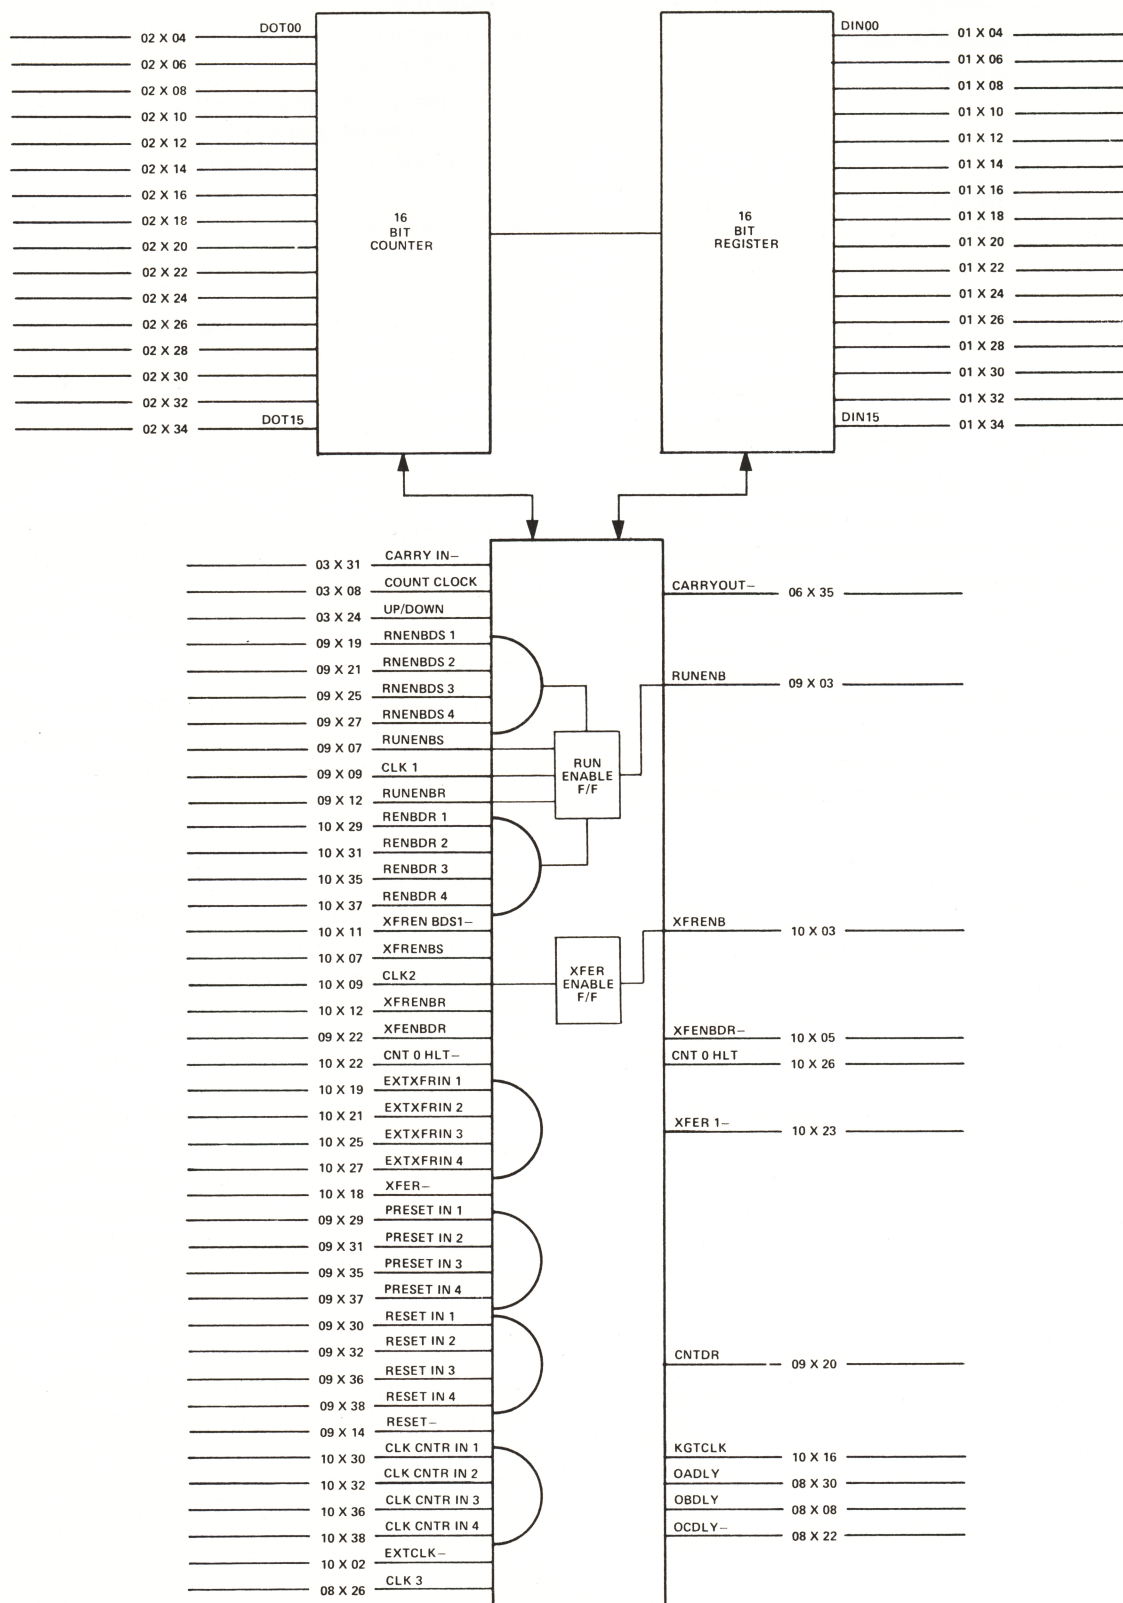 DOT00
02 X 04
02 X 06
02 X 08
02 X 10
02 X 12
02 X 14
02 X 16
02 X 18
02 X 20
02 X 22
02 X 24
02 X 26
02 X 28
02 X 30
02 X 32
DOT15
02 X 34
16
BIT
COUNTER
16
BIT
REGISTER
DIN00
01 X 04
01 X 06
01 X 08
01 X 10
01 X 12
01 X 14
01 X 16
01 X 18
01 X 20
01 X 22
01 X 24
01 X 26
01 X 28
01 X 30
01 X 32
DIN15
01 X 34
03 X 31 CARRY IN–
03 X 08 COUNT CLOCK
03 X 24 UP/DOWN
09 X 19 RNENBDS 1
09 X 21 RNENBDS 2
09 X 25 RNENBDS 3
09 X 27 RNENBDS 4
09 X 07 RUNENBS
09 X 09 CLK 1
09 X 12 RUNENBR
10 X 29 RENBDR 1
10 X 31 RENBDR 2
10 X 35 RENBDR 3
10 X 37 RENBDR 4
10 X 11 XFREN BDS1–
10 X 07 XFRENBS
10 X 09 CLK2
10 X 12 XFRENBR
09 X 22 XFENBDR
10 X 22 CNT 0 HLT–
10 X 19 EXTXFRIN 1
10 X 21 EXTXFRIN 2
10 X 25 EXTXFRIN 3
10 X 27 EXTXFRIN 4
10 X 18 XFER–
09 X 29 PRESET IN 1
09 X 31 PRESET IN 2
09 X 35 PRESET IN 3
09 X 37 PRESET IN 4
09 X 30 RESET IN 1
09 X 32 RESET IN 2
09 X 36 RESET IN 3
09 X 38 RESET IN 4
09 X 14 RESET–
10 X 30 CLK CNTR IN 1
10 X 32 CLK CNTR IN 2
10 X 36 CLK CNTR IN 3
10 X 38 CLK CNTR IN 4
10 X 02 EXTCLK–
08 X 26 CLK 3
RUN
ENABLE
F/F
XFER
ENABLE
F/F
CARRYOUT– 06 X 35
RUNENB 09 X 03
XFRENB 10 X 03
XFENBDR– 10 X 05
CNT 0 HLT 10 X 26
XFER 1– 10 X 23
CNTDR 09 X 20
KGTCLK 10 X 16
OADLY 08 X 30
OBDLY 08 X 08
OCDLY– 08 X 22